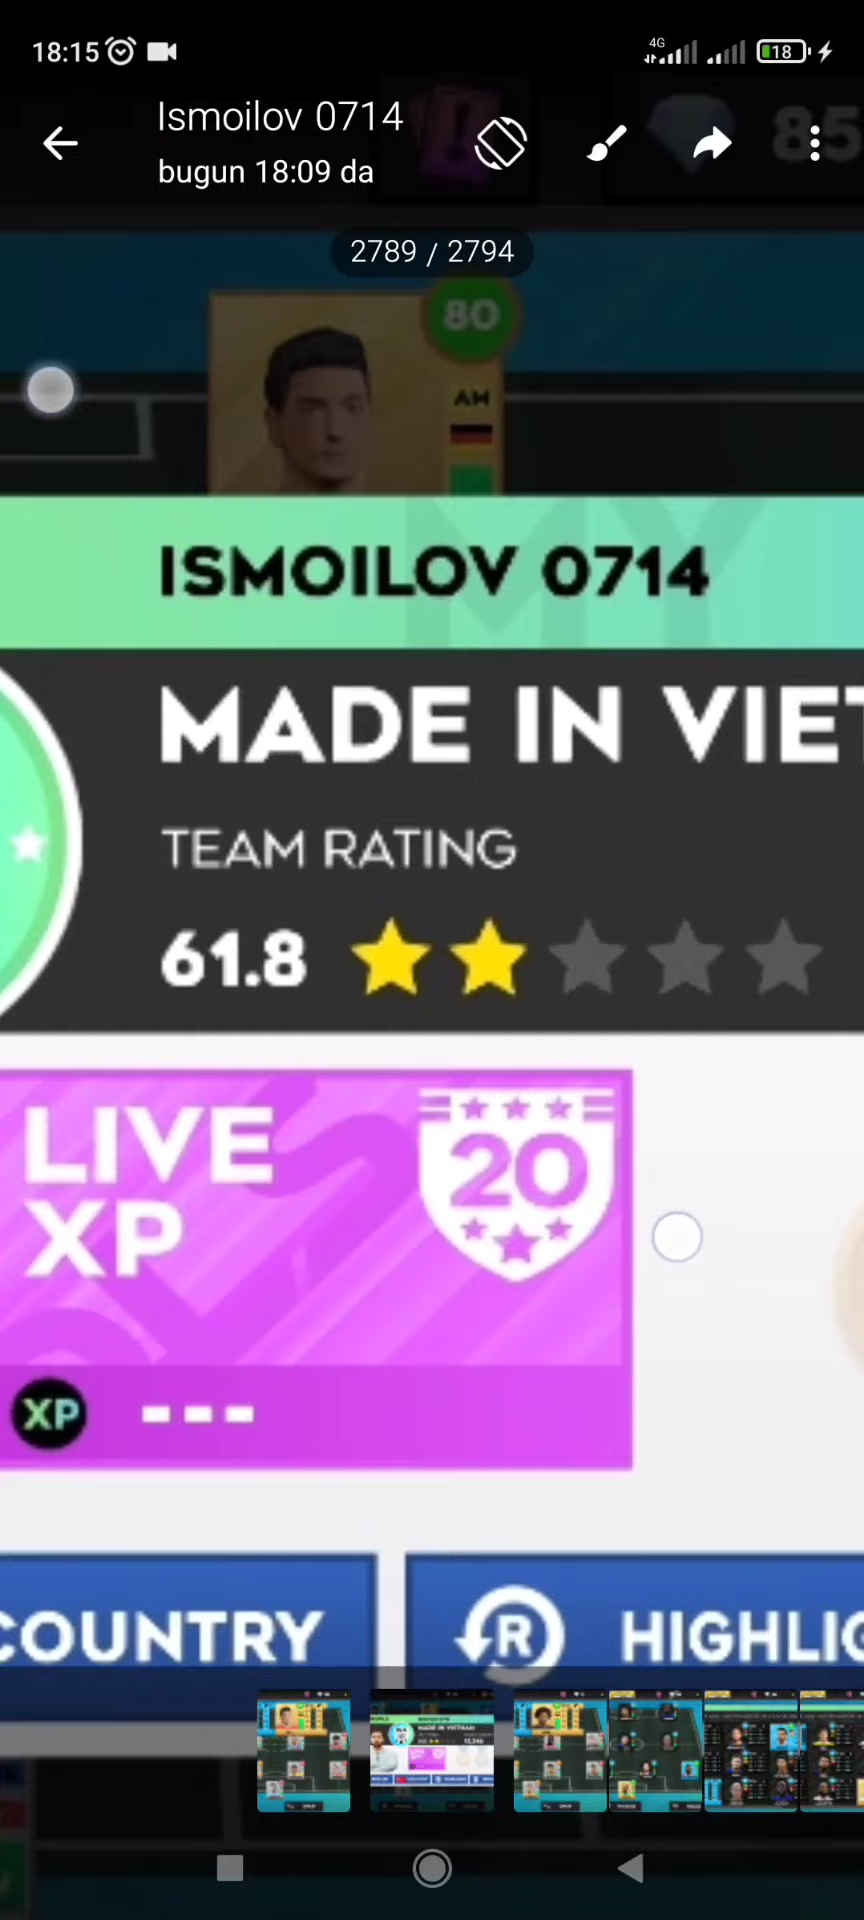 18:15
4G
18
Ismoilov 0714
bugun 18:09 da
85
2789 / 2794
80
AM
MY
ISMOILOV 0714
MADE IN VIET
TEAM RATING
61.8
LIVE
XP
20
XP
---
COUNTRY
R HIGHLIG